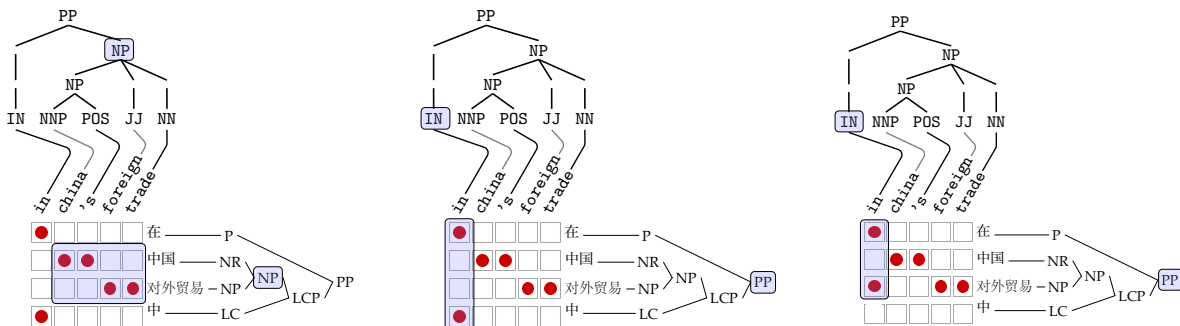 PP
NP
NP
IN NNP POS JJ NN
in china 's foreign trade
在 P
中国 NR
NP PP
对外贸易 NP
LCP
中 LC
PP
NP
NP
IN NNP POS JJ NN
in china 's foreign trade
在 P
中国 NR
NP PP
对外贸易 NP
LCP
中 LC
PP
NP
NP
IN NNP POS JJ NN
in china 's foreign trade
在 P
中国 NR
NP PP
对外贸易 NP
LCP
中 LC